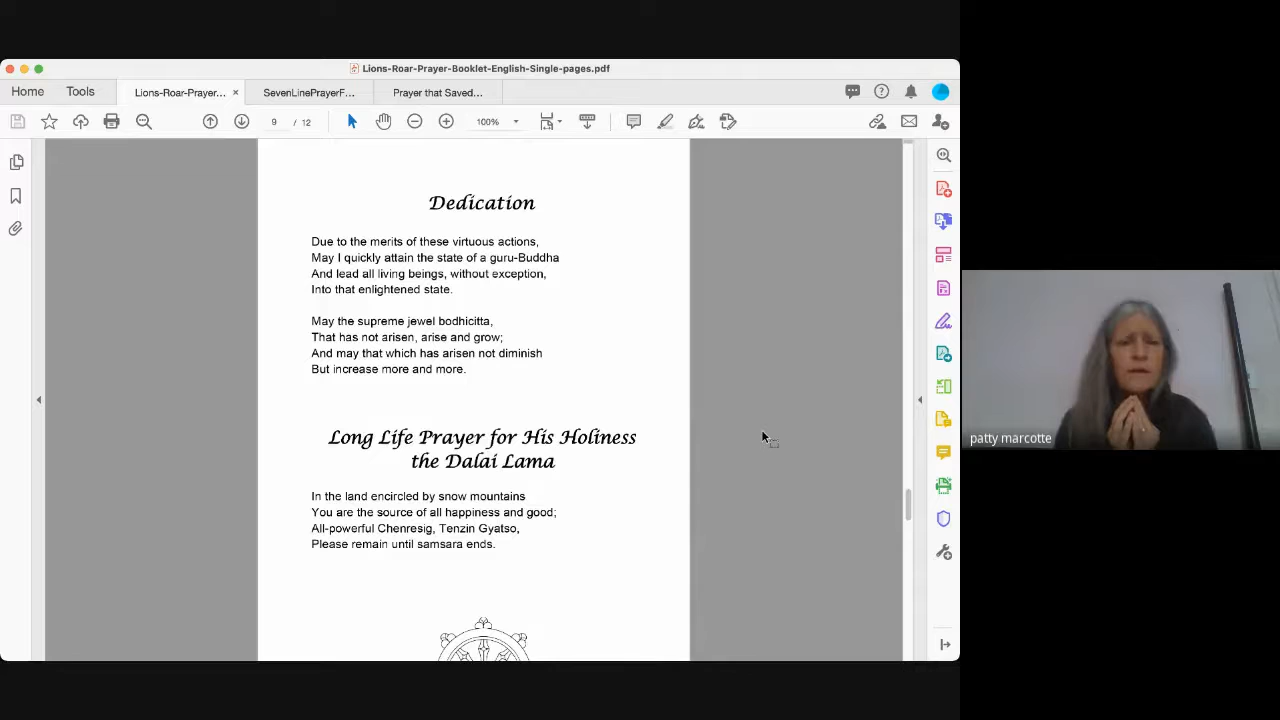 Lions-Roar-Prayer-Booklet-English-Single-pages.pdf
Home Tools Lions-Roar-Prayer... × SevenLinePrayerF... Prayer that Saved...
9 / 12 100%
Dedication
Due to the merits of these virtuous actions,
May I quickly attain the state of a guru-Buddha
And lead all living beings, without exception,
Into that enlightened state.
May the supreme jewel bodhicitta,
That has not arisen, arise and grow;
And may that which has arisen not diminish
But increase more and more.
Long Life Prayer for His Holiness
the Dalai Lama
In the land encircled by snow mountains
You are the source of all happiness and good;
All-powerful Chenresig, Tenzin Gyatso,
Please remain until samsara ends.
patty marcotte